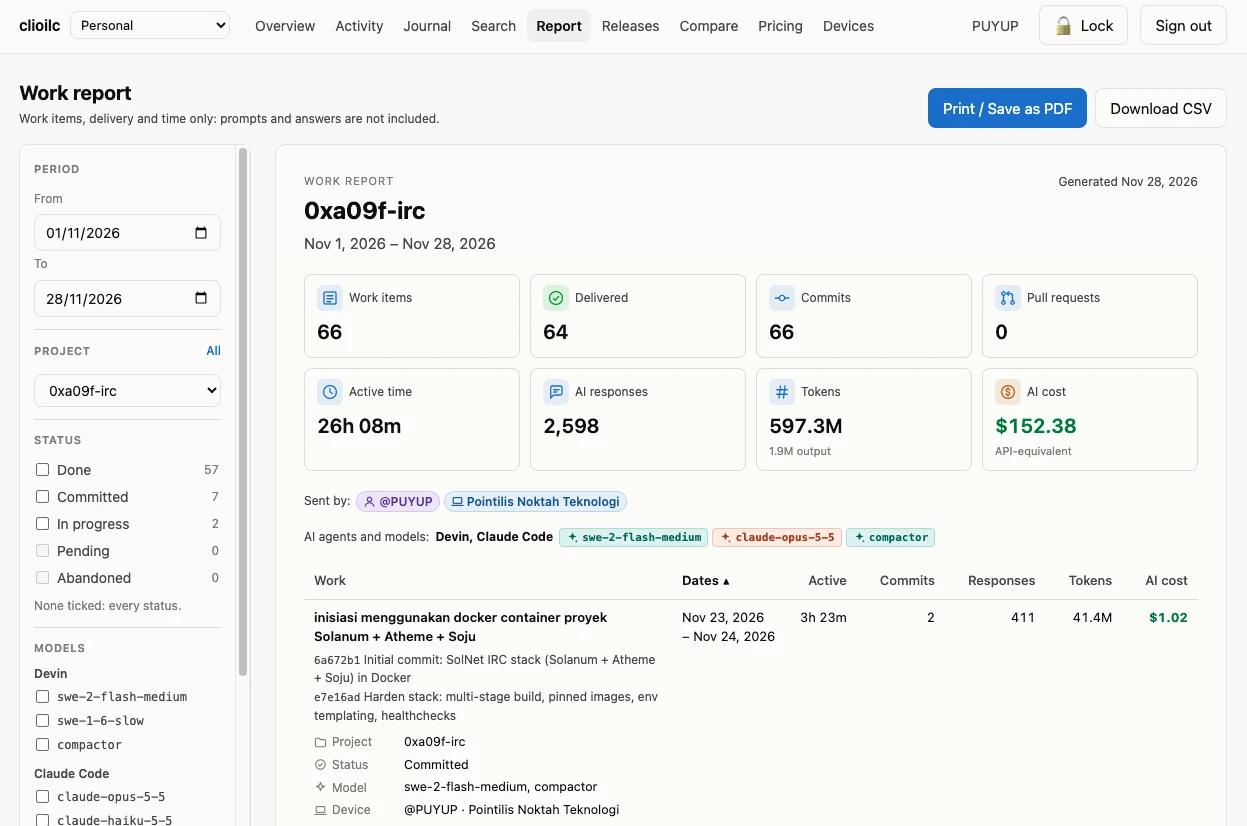 clioilc Personal Overview Activity Journal Search Report Releases Compare Pricing Devices PUYUP Lock Sign out
Work report
Work items, delivery and time only: prompts and answers are not included.
Print / Save as PDF Download CSV
PERIOD
From
01/11/2026
To
28/11/2026
PROJECT All
0xa09f-irc
STATUS
Done 57
Committed 7
In progress 2
Pending 0
Abandoned 0
None ticked: every status.
MODELS
Devin
swe-2-flash-medium
swe-1-6-slow
compactor
Claude Code
claude-opus-5-5
claude-haiku-5-5
WORK REPORT Generated Nov 28, 2026
0xa09f-irc
Nov 1, 2026 – Nov 28, 2026
Work items
66
Delivered
64
Commits
66
Pull requests
0
Active time
26h 08m
AI responses
2,598
Tokens
597.3M
1.9M output
AI cost
$152.38
API-equivalent
Sent by: @PUYUP Pointilis Noktah Teknologi
AI agents and models: Devin, Claude Code swe-2-flash-medium claude-opus-5-5 compactor
Work Dates ▲ Active Commits Responses Tokens AI cost
inisiasi menggunakan docker container proyek
Solanum + Atheme + Soju
Nov 23, 2026
– Nov 24, 2026
3h 23m 2 411 41.4M $1.02
6a672b1 Initial commit: SolNet IRC stack (Solanum + Atheme
+ Soju) in Docker
e7e16ad Harden stack: multi-stage build, pinned images, env
templating, healthchecks
Project 0xa09f-irc
Status Committed
Model swe-2-flash-medium, compactor
Device @PUYUP · Pointilis Noktah Teknologi